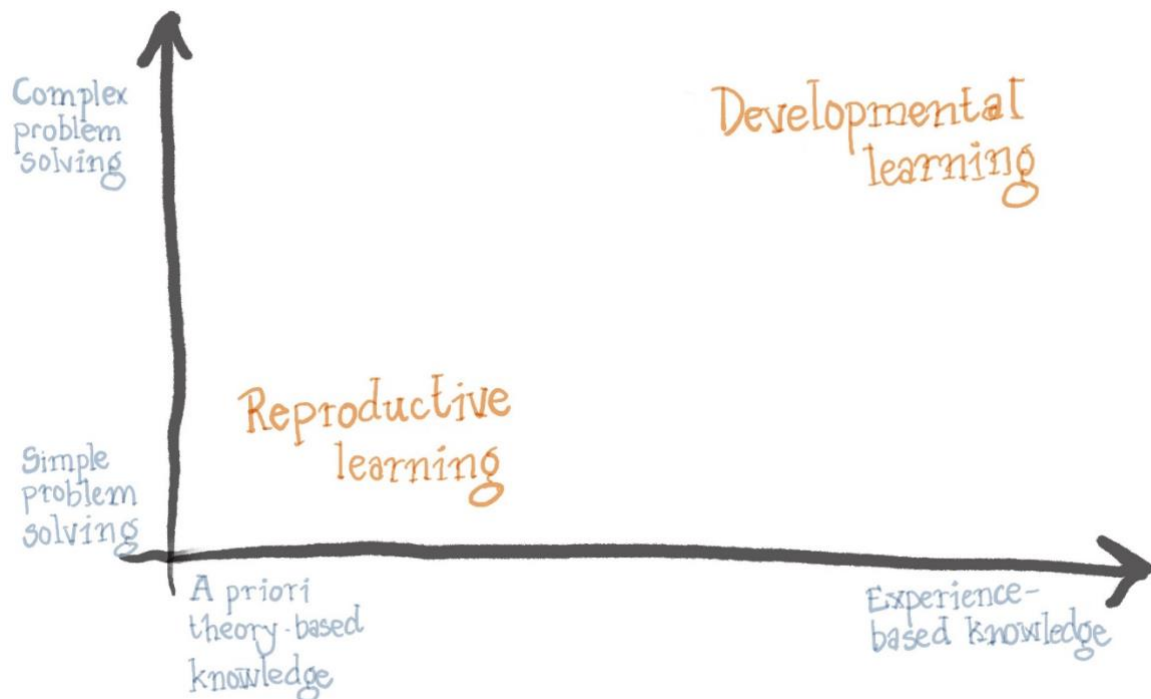 Complex
problem
solving
Developmental
learning
Reproductive
learning
Simple
problem
solving
A priori
theory-based
knowledge
Experience-
based knowledge